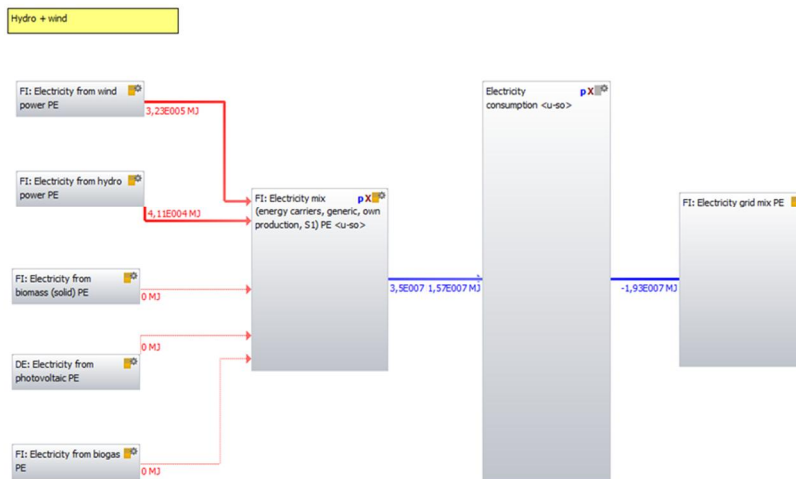 Hydro + wind
FI: Electricity from wind
power PE
3,23E005 MJ
FI: Electricity from hydro
power PE
4,11E004 MJ
FI: Electricity from
biomass (solid) PE
0 MJ
DE: Electricity from
photovoltaic PE
0 MJ
FI: Electricity from biogas
PE
0 MJ
FI: Electricity mix pX
(energy carriers, generic, own
production, S1) PE <u-so>
3,5E007 1,57E007 MJ
Electricity pX
consumption <u-so>
-1,93E007 MJ
FI: Electricity grid mix PE